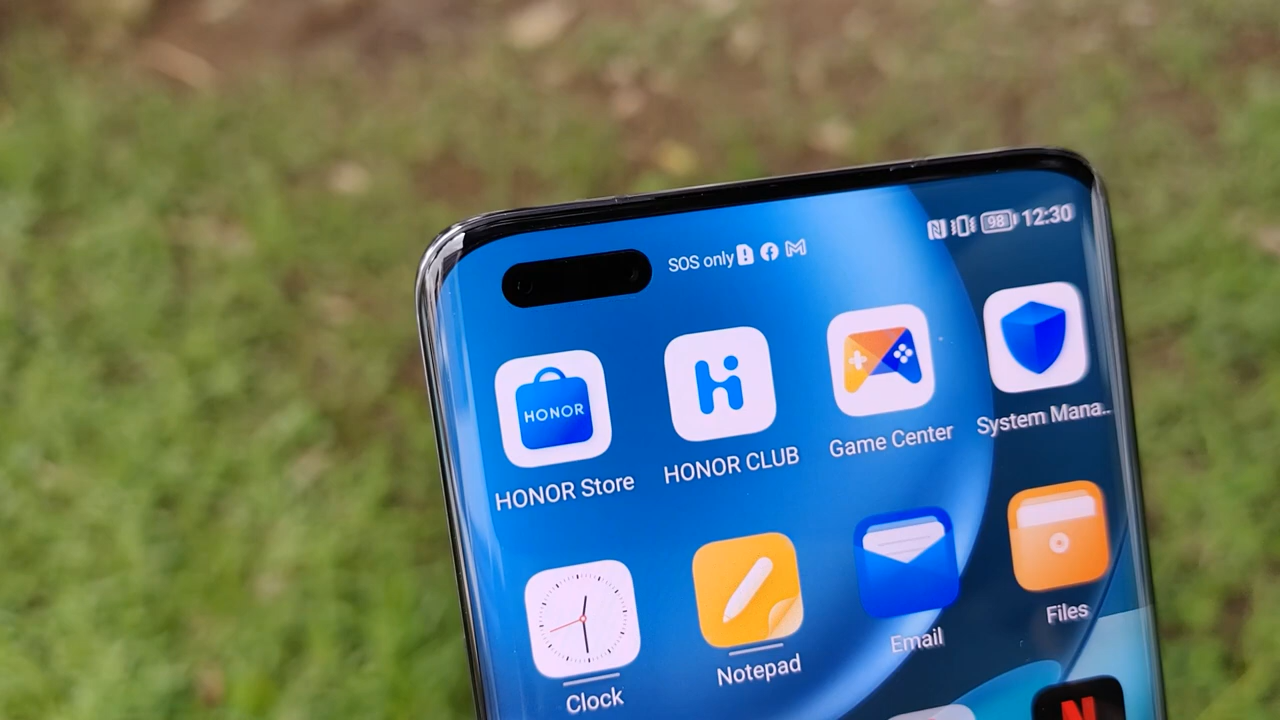 SOS only
98 12:30
HONOR
HONOR Store
HONOR CLUB
Game Center
System Mana..
Clock
Notepad
Email
Files
N